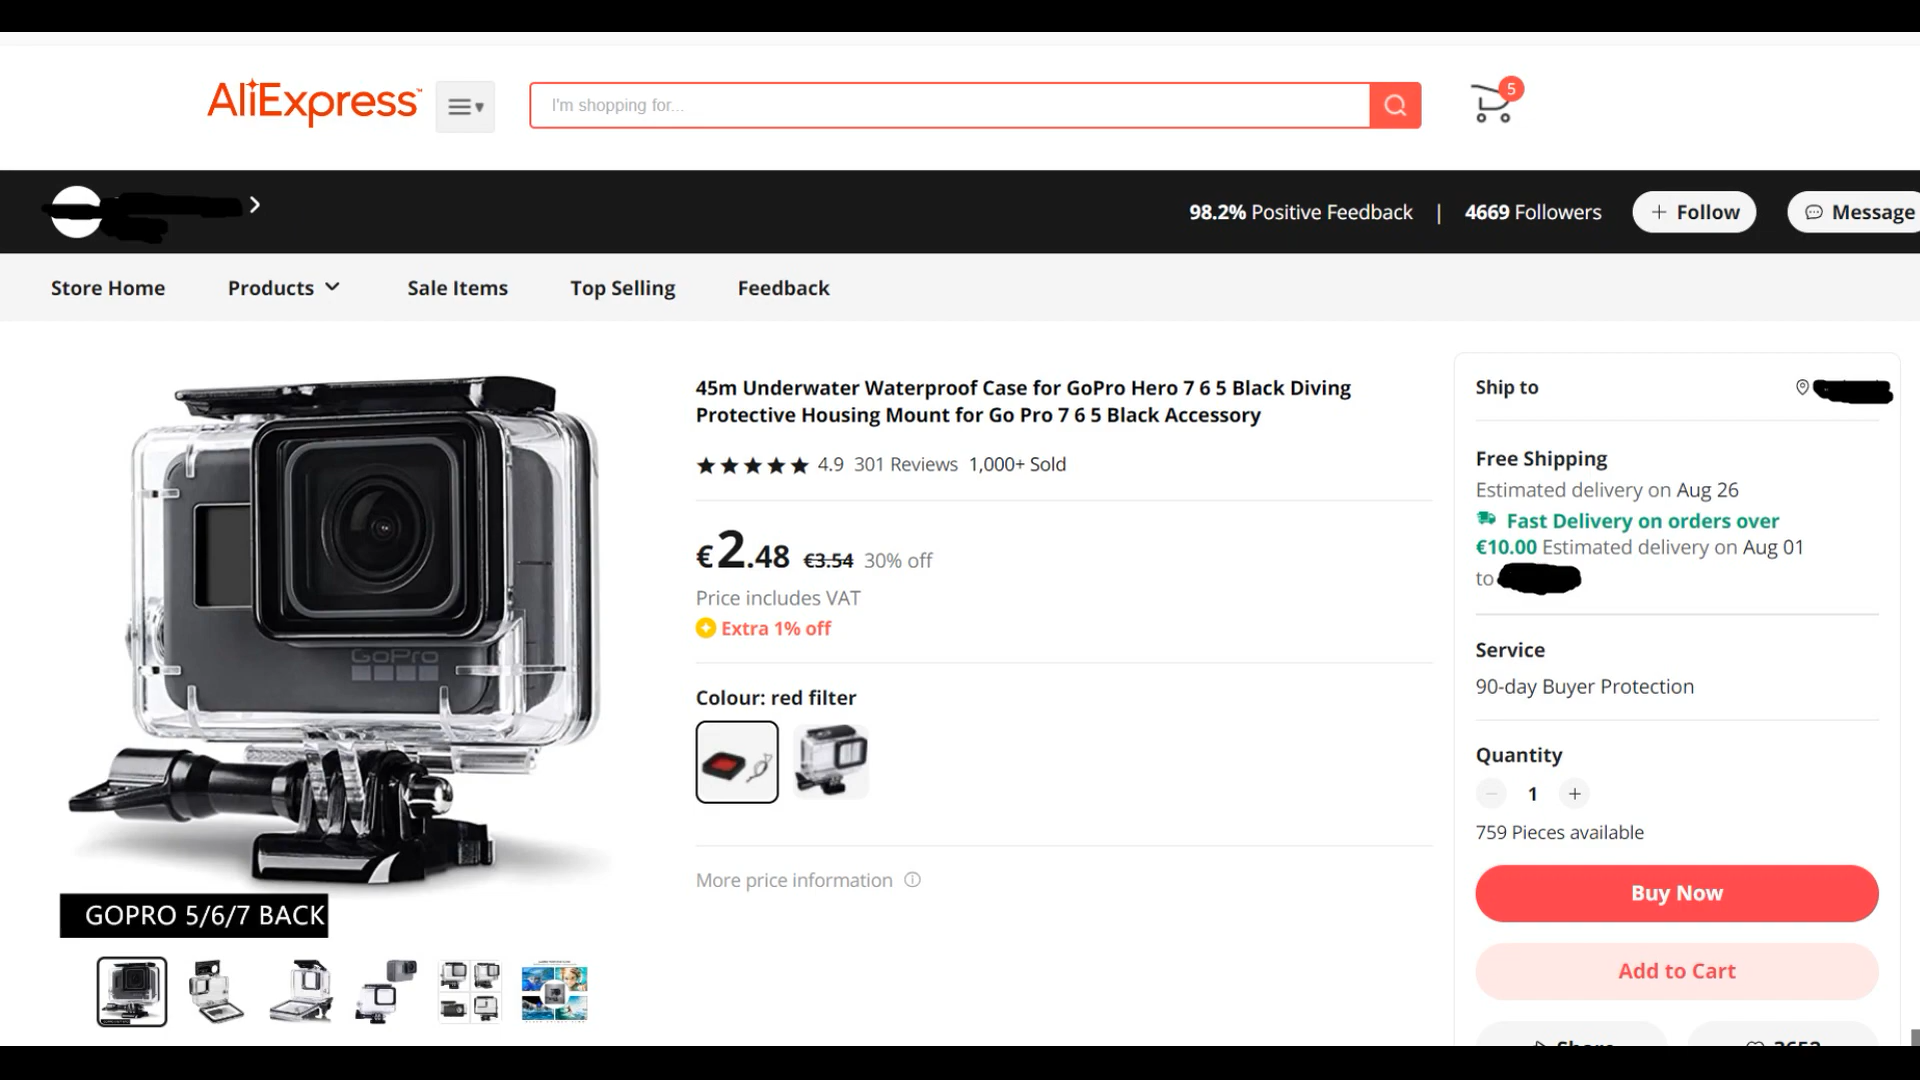 AliExpress™
I'm shopping for...
5
98.2% Positive Feedback | 4669 Followers
+ Follow
Message
Store Home
Products
Sale Items
Top Selling
Feedback
GoPro
GOPRO 5/6/7 BACK
45m Underwater Waterproof Case for GoPro Hero 7 6 5 Black Diving
Protective Housing Mount for Go Pro 7 6 5 Black Accessory
4.9 301 Reviews 1,000+ Sold
€2.48 €3.54 30% off
Price includes VAT
Extra 1% off
Colour: red filter
More price information
Ship to
Free Shipping
Estimated delivery on Aug 26
Fast Delivery on orders over
€10.00 Estimated delivery on Aug 01
to
Service
90-day Buyer Protection
Quantity
1 +
759 Pieces available
Buy Now
Add to Cart
Share
3652